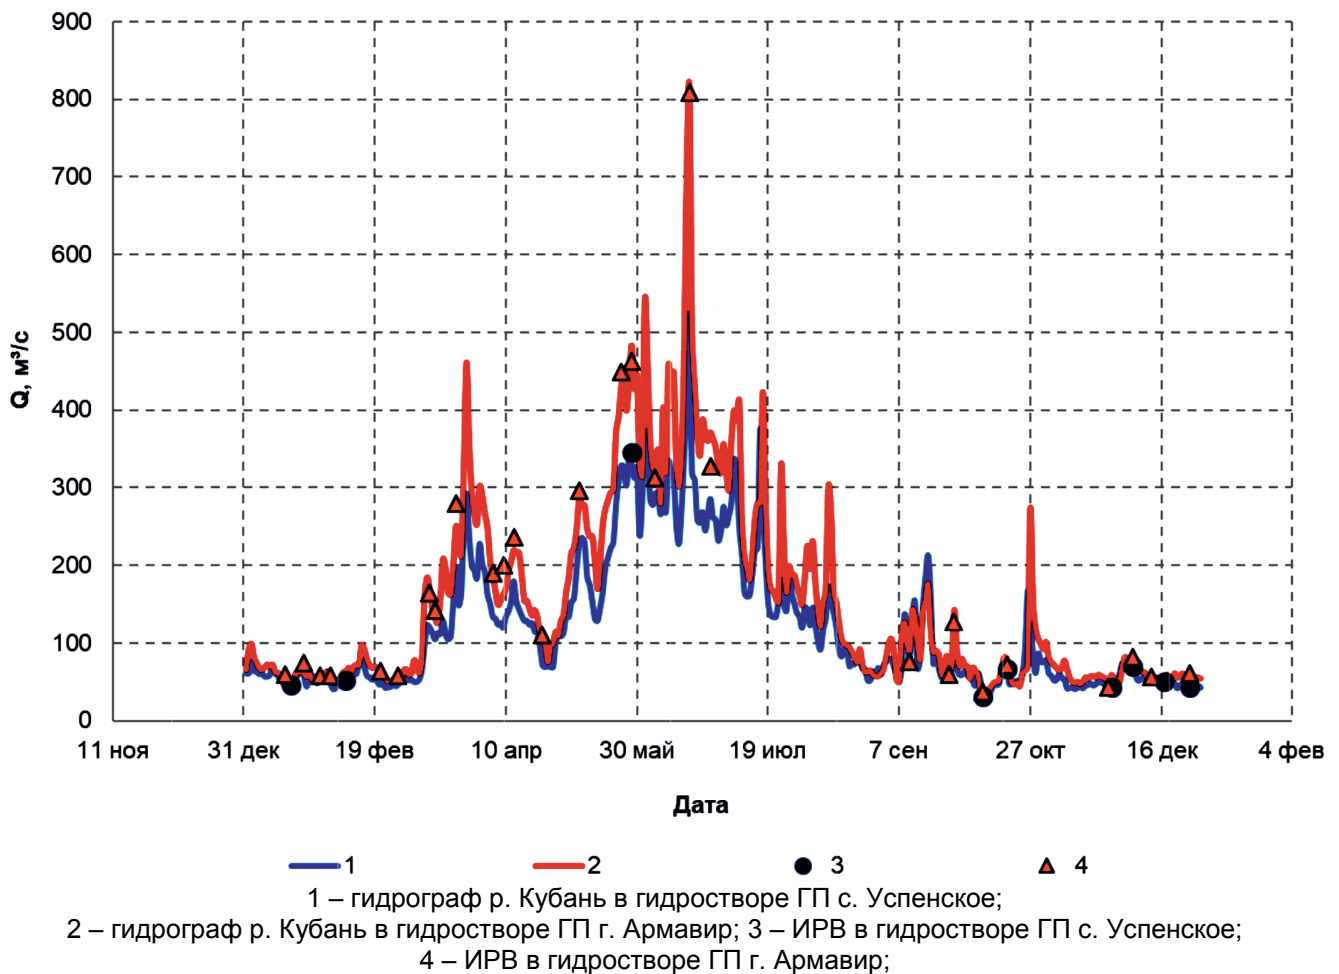 900
800
700
600
500
400
300
200
100
0
Q, м³/с
11 ноя 31 дек 19 фев 10 апр 30 май 19 июл 7 сен 27 окт 16 дек 4 фев
Дата
1 2 3 4
1 – гидрограф р. Кубань в гидростворе ГП с. Успенское;
2 – гидрограф р. Кубань в гидростворе ГП г. Армавир; 3 – ИРВ в гидростворе ГП с. Успенское;
4 – ИРВ в гидростворе ГП г. Армавир;